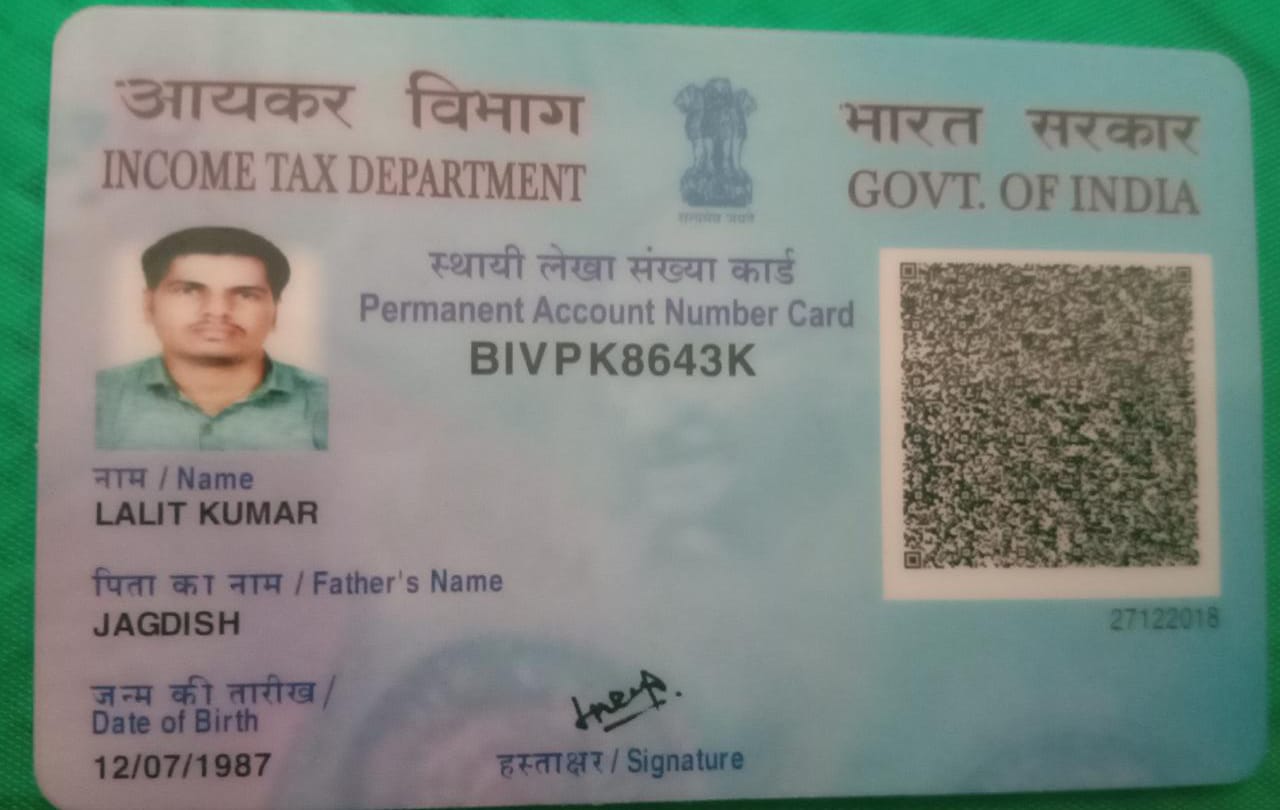 आयकर विभाग
INCOME TAX DEPARTMENT
भारत सरकार
GOVT. OF INDIA
सत्यमेव जयते
स्थायी लेखा संख्या कार्ड
Permanent Account Number Card
BIVPK8643K
नाम / Name
LALIT KUMAR
पिता का नाम / Father's Name
JAGDISH
जन्म की तारीख /
Date of Birth
12/07/1987
हस्ताक्षर / Signature
27122018